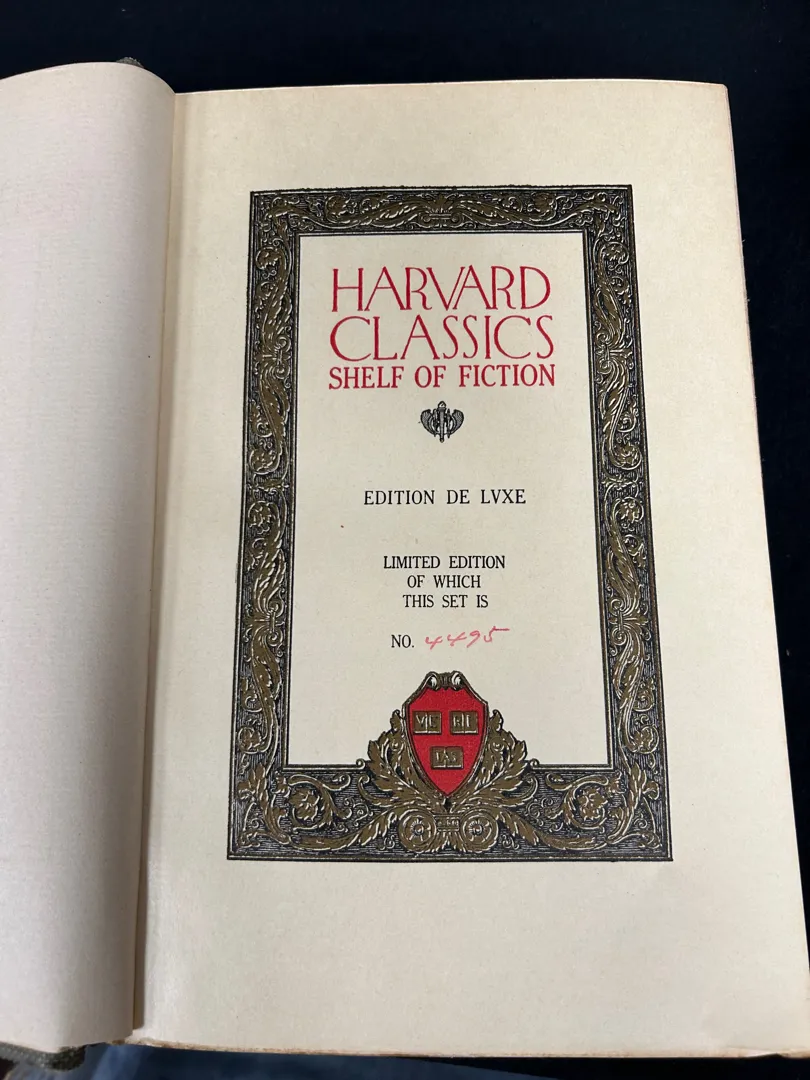 HARVARD
CLASSICS
SHELF OF FICTION
EDITION DE LVXE
LIMITED EDITION
OF WHICH
THIS SET IS
NO. 4495
VE RI
TAS